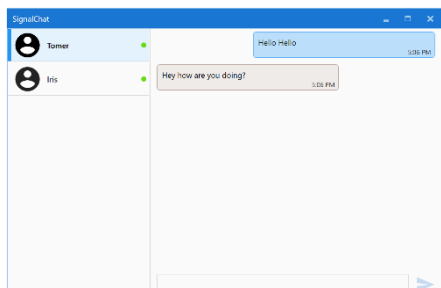 SignalChat
Tomer
Iris
Hello Hello
5:06 PM
Hey how are you doing?
5:06 PM